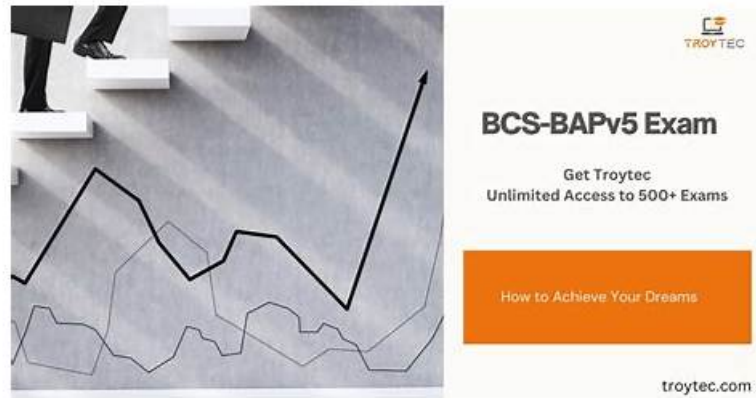 TROYTEC
BCS-BAPv5 Exam
Get Troytec
Unlimited Access to 500+ Exams
How to Achieve Your Dreams
troytec.com